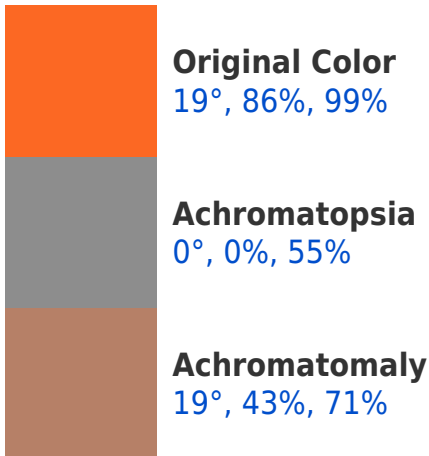 Original Color
19°, 86%, 99%
Achromatopsia
0°, 0%, 55%
Achromatomaly
19°, 43%, 71%